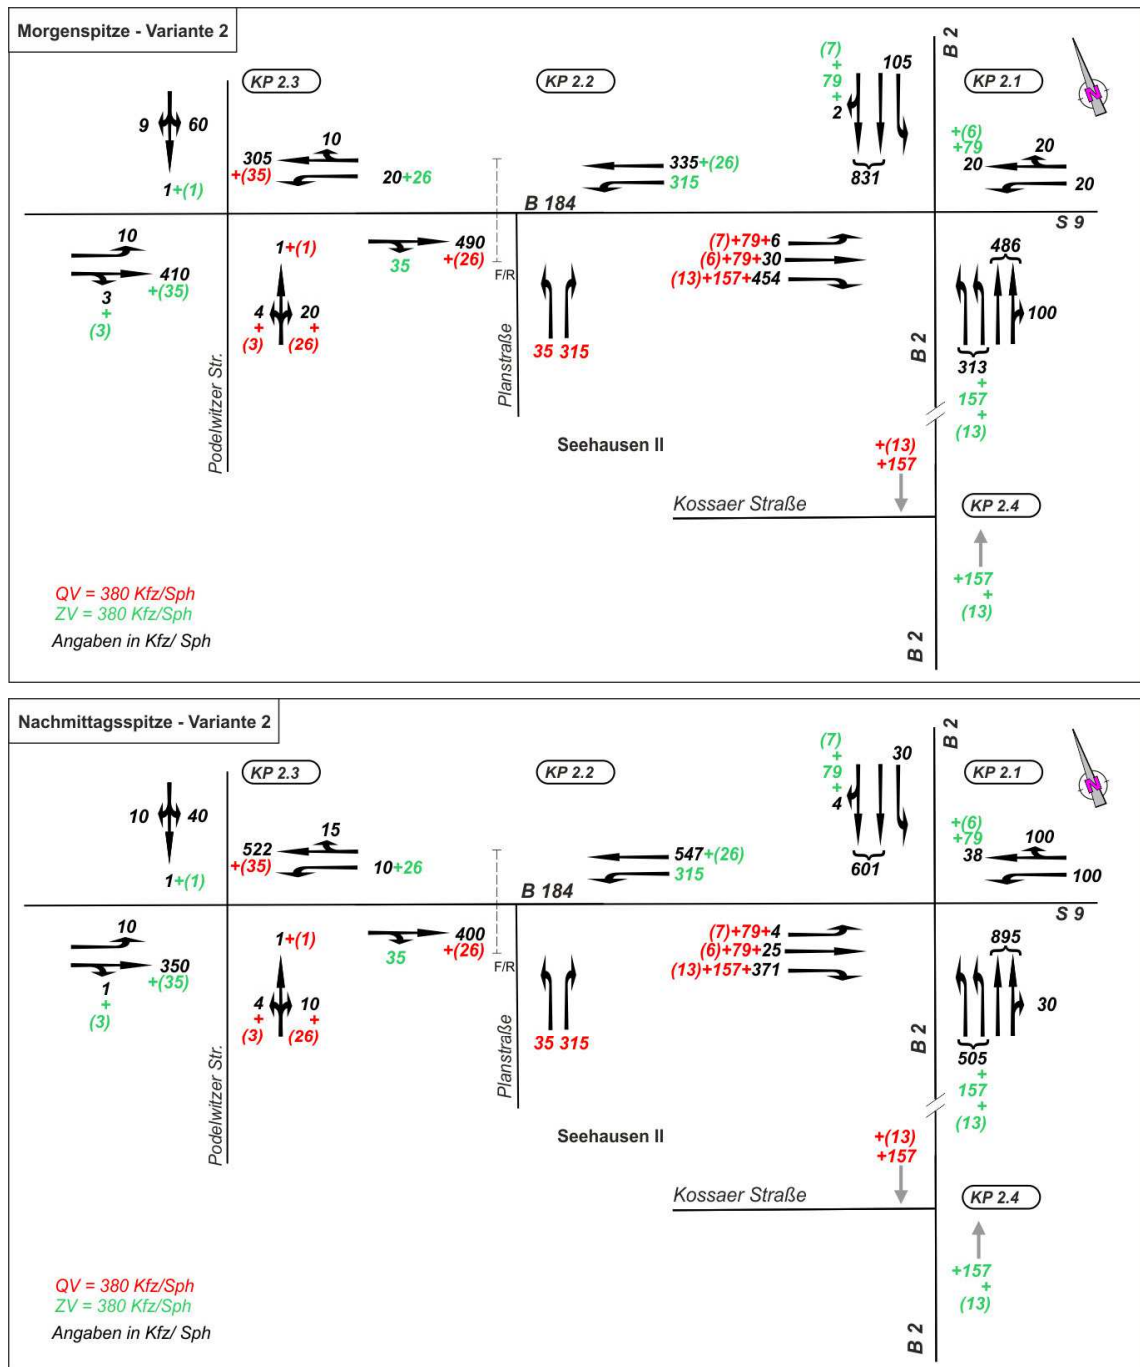 Morgenspitze - Variante 2
B 2
KP 2.3
KP 2.2
KP 2.1
(7)
+
79
+
2
105
831
9 60
1+(1)
10
305
+(35)
20+26
335+(26)
315
+(6)
+79
20
20
20
B 184
S 9
10
410
+(35)
3
+
(3)
1+(1)
4 20
+ +
(3) (26)
35
490
+(26)
F/R
35 315
(7)+79+6
(6)+79+30
(13)+157+454
486
100
313
+
157
+
(13)
B 2
Podelwitzer Str.
Planstraße
Seehausen II
+(13)
+157
Kossaer Straße
KP 2.4
+157
+
(13)
B 2
QV = 380 Kfz/Sph
ZV = 380 Kfz/Sph
Angaben in Kfz/ Sph
Nachmittagsspitze - Variante 2
B 2
KP 2.3
KP 2.2
KP 2.1
(7)
+
79
+
4
30
601
10 40
1+(1)
15
522
+(35)
10+26
547+(26)
315
+(6)
+79
38
100
100
B 184
S 9
10
350
+(35)
1
+
(3)
1+(1)
4 10
+ +
(3) (26)
35
400
+(26)
F/R
35 315
(7)+79+4
(6)+79+25
(13)+157+371
895
30
505
+
157
+
(13)
B 2
Podelwitzer Str.
Planstraße
Seehausen II
+(13)
+157
Kossaer Straße
KP 2.4
+157
+
(13)
B 2
QV = 380 Kfz/Sph
ZV = 380 Kfz/Sph
Angaben in Kfz/ Sph
N
N